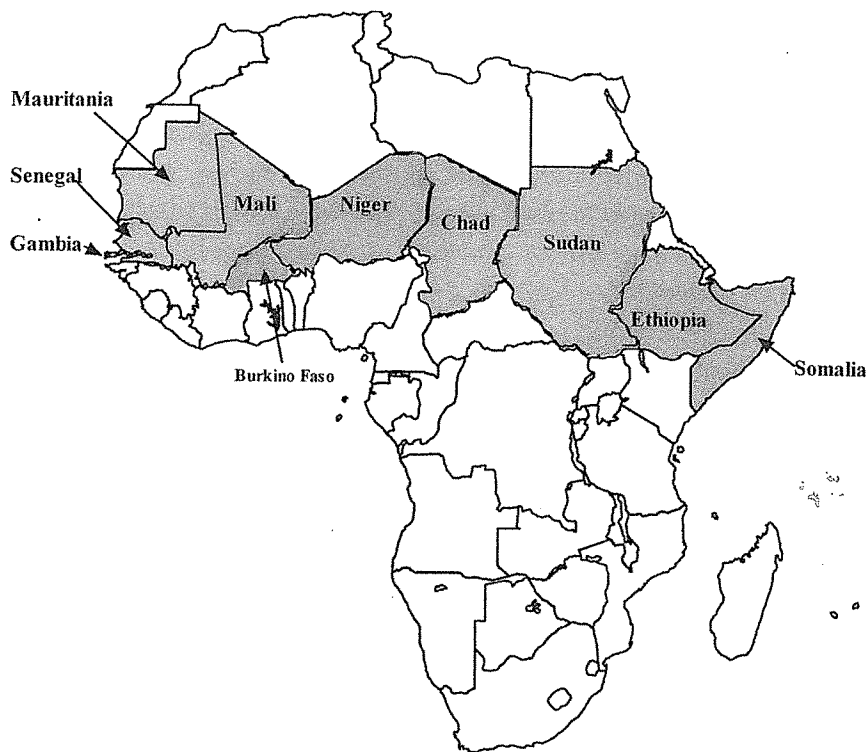 Mauritania
Senegal
Gambia
Mali
Niger
Chad
Sudan
Ethiopia
Somalia
Burkino Faso